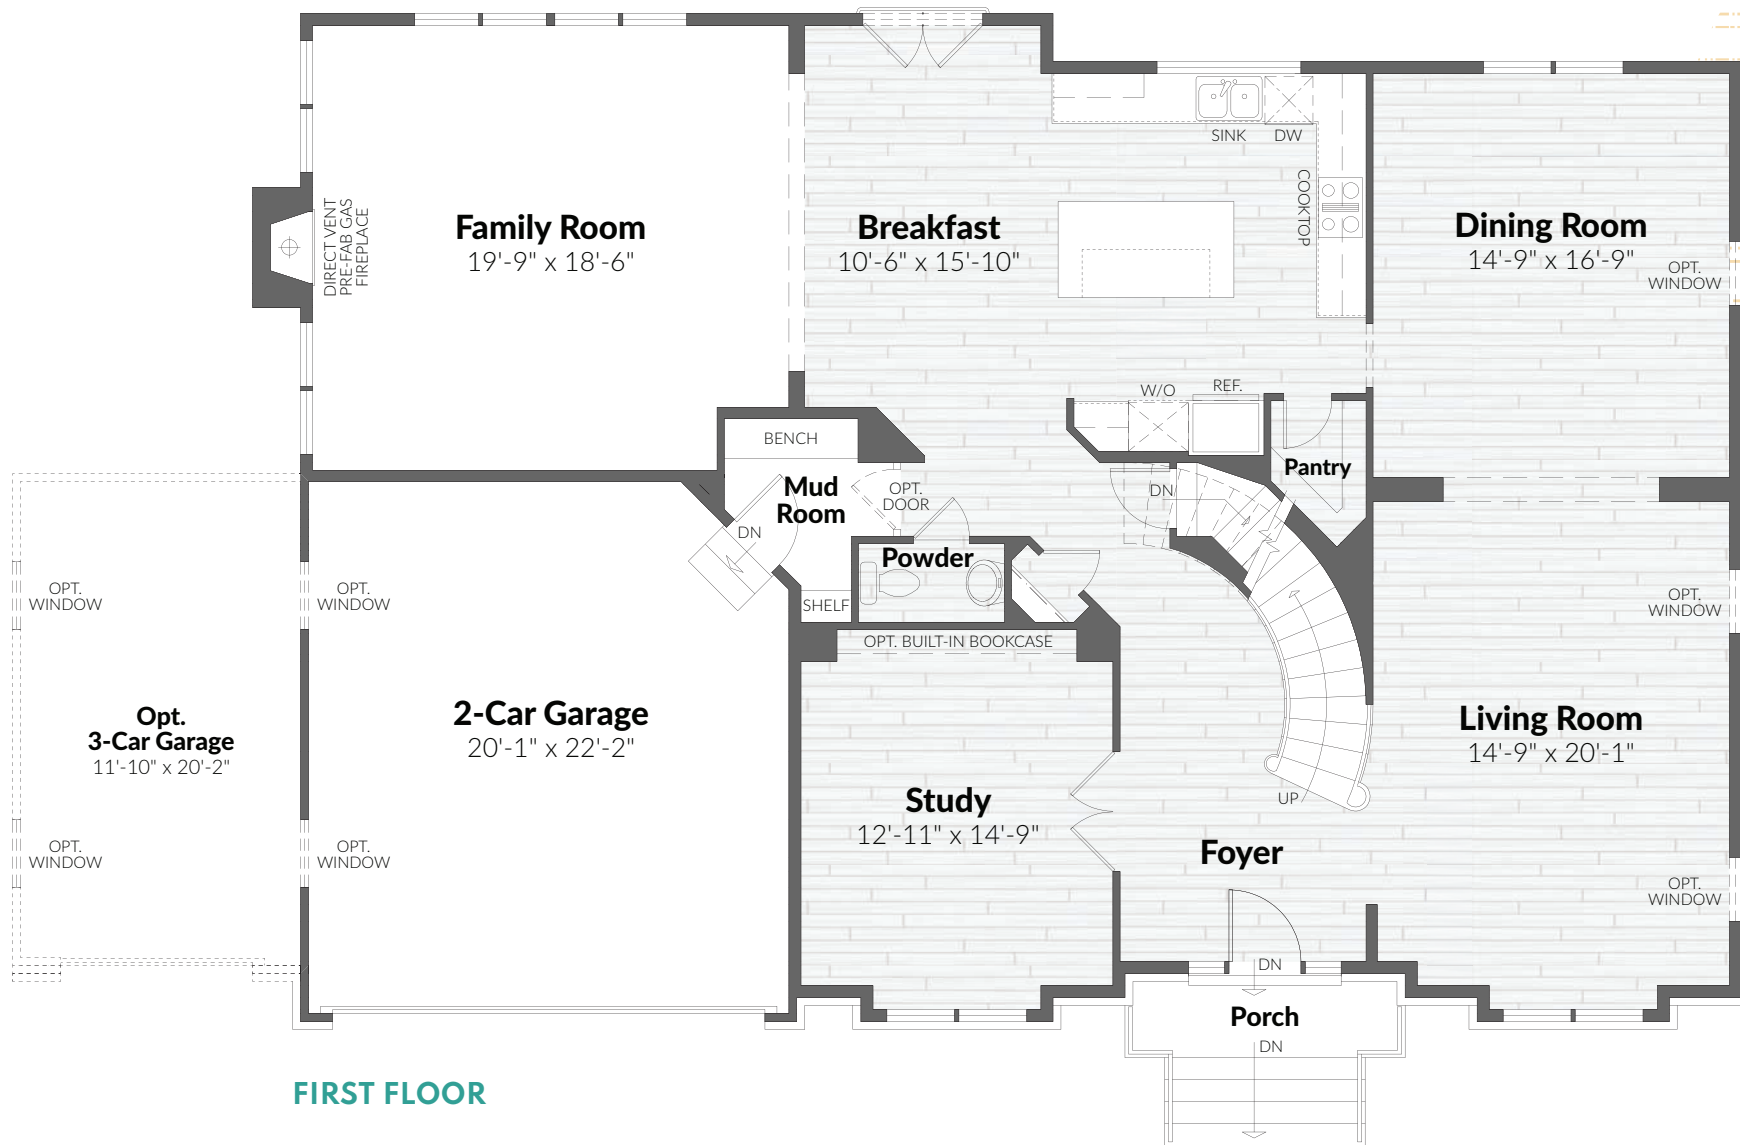 SINK
DW
COOKTOP
DIRECT VENT
PRE-FAB GAS
FIREPLACE
Family Room
19'-9" x 18'-6"
Breakfast
10'-6" x 15'-10"
Dining Room
14'-9" x 16'-9"
OPT.
WINDOW
W/O
REF.
BENCH
Pantry
Mud
Room
OPT.
DOOR
DN
DN
Powder
SHELF
OPT.
WINDOW
OPT.
WINDOW
OPT.
WINDOW
OPT. BUILT-IN BOOKCASE
Opt.
3-Car Garage
11'-10" x 20'-2"
2-Car Garage
20'-1" x 22'-2"
Living Room
14'-9" x 20'-1"
Study
12'-11" x 14'-9"
UP
OPT.
WINDOW
OPT.
WINDOW
Foyer
OPT.
WINDOW
DN
Porch
DN
FIRST FLOOR